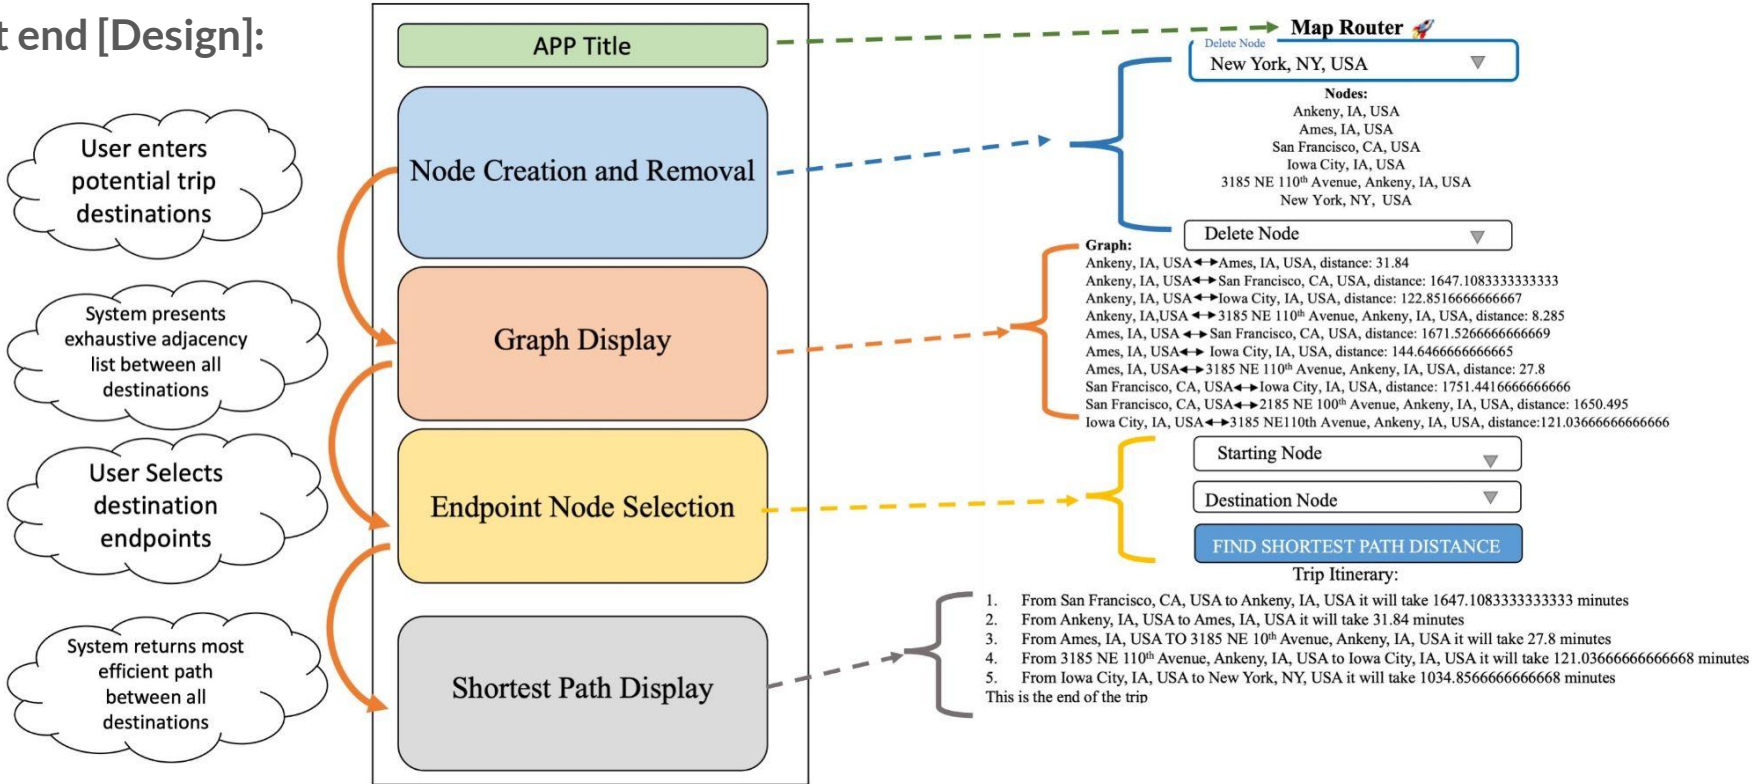 t end [Design]:
User enters
potential trip
destinations
System presents
exhaustive adjacency
list between all
destinations
User Selects
destination
endpoints
System returns most
efficient path
between all
destinations
APP Title
Node Creation and Removal
Graph Display
Endpoint Node Selection
Shortest Path Display
Map Router 🚀
Delete Node
New York, NY, USA
Nodes:
Ankeny, IA, USA
Ames, IA, USA
San Francisco, CA, USA
Iowa City, IA, USA
3185 NE 110th Avenue, Ankeny, IA, USA
New York, NY, USA
Delete Node
Graph:
Ankeny, IA, USA↔Ames, IA, USA, distance: 31.84
Ankeny, IA, USA↔San Francisco, CA, USA, distance: 1647.1083333333333
Ankeny, IA, USA↔Iowa City, IA, USA, distance: 122.8516666666667
Ankeny, IA,USA ↔3185 NE 110th Avenue, Ankeny, IA, USA, distance: 8.285
Ames, IA, USA ↔ San Francisco, CA, USA, distance: 1671.5266666666669
Ames, IA, USA↔ Iowa City, IA, USA, distance: 144.6466666666665
Ames, IA, USA↔3185 NE 110th Avenue, Ankeny, IA, USA, distance: 27.8
San Francisco, CA, USA↔Iowa City, IA, USA, distance: 1751.4416666666666
San Francisco, CA, USA↔2185 NE 100th Avenue, Ankeny, IA, USA, distance: 1650.495
Iowa City, IA, USA↔3185 NE110th Avenue, Ankeny, IA, USA, distance:121.03666666666666
Starting Node
Destination Node
FIND SHORTEST PATH DISTANCE
Trip Itinerary:
1. From San Francisco, CA, USA to Ankeny, IA, USA it will take 1647.1083333333333 minutes
2. From Ankeny, IA, USA to Ames, IA, USA it will take 31.84 minutes
3. From Ames, IA, USA TO 3185 NE 10th Avenue, Ankeny, IA, USA it will take 27.8 minutes
4. From 3185 NE 110th Avenue, Ankeny, IA, USA to Iowa City, IA, USA it will take 121.03666666666668 minutes
5. From Iowa City, IA, USA to New York, NY, USA it will take 1034.8566666666668 minutes
This is the end of the trip